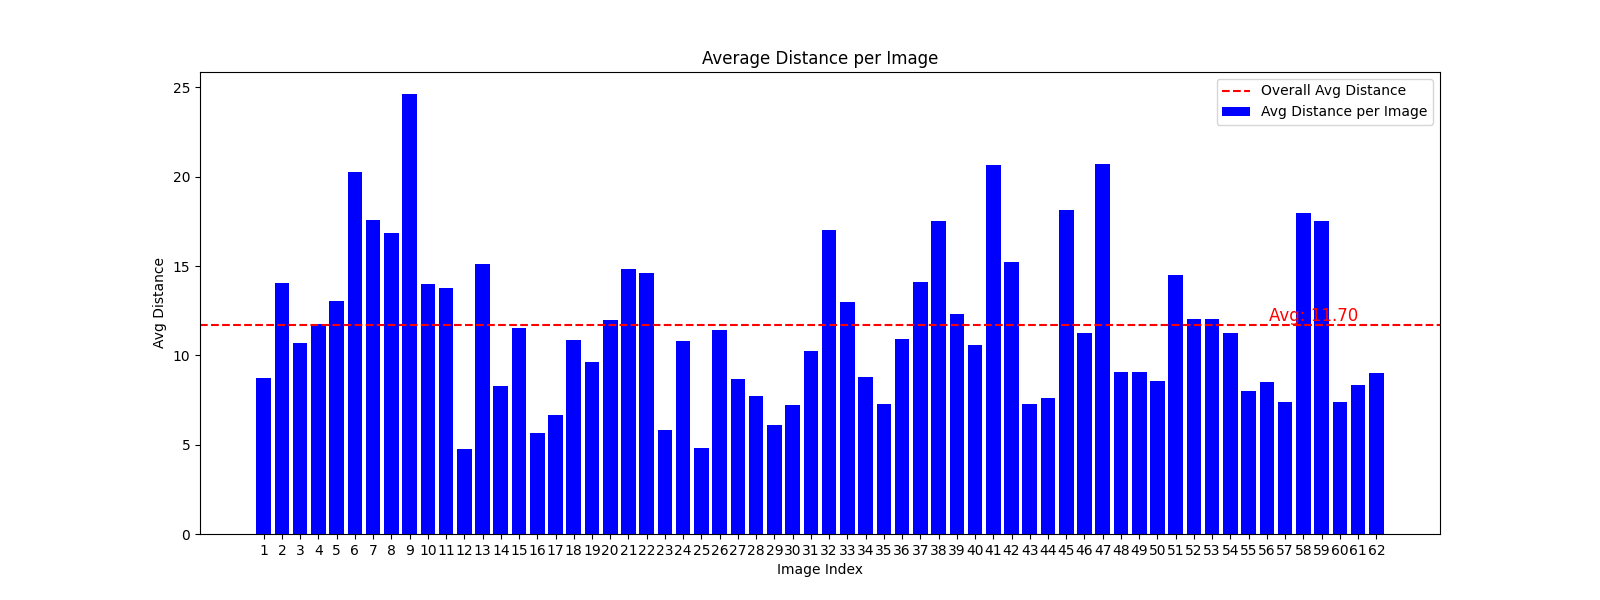 Average Distance per Image
Overall Avg Distance
Avg Distance per Image
25
20
15
10
5
0
Avg Distance
Avg: 11.70
1 2 3 4 5 6 7 8 9 10 11 12 13 14 15 16 17 18 19 20 21 22 23 24 25 26 27 28 29 30 31 32 33 34 35 36 37 38 39 40 41 42 43 44 45 46 47 48 49 50 51 52 53 54 55 56 57 58 59 60 61 62
Image Index